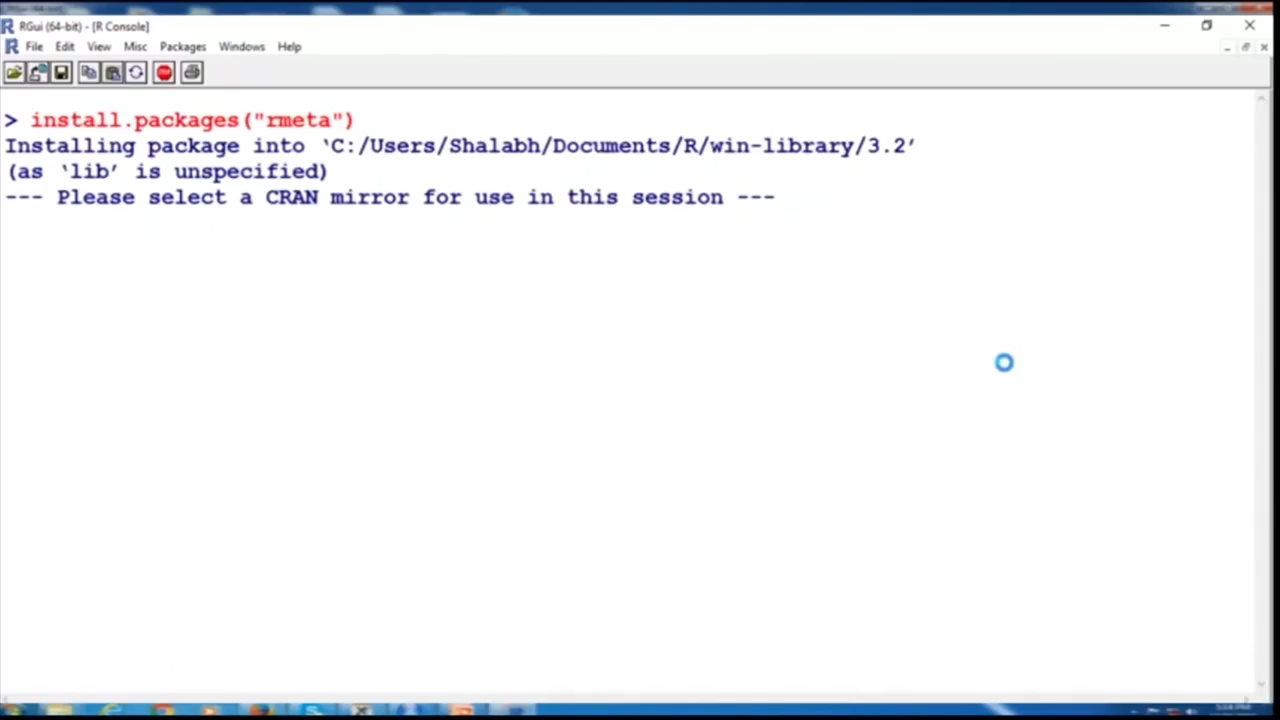 RGui (64-bit) - [R Console]
File Edit View Misc Packages Windows Help
STOP
> install.packages("rmeta")
Installing package into ‘C:/Users/Shalabh/Documents/R/win-library/3.2’
(as ‘lib’ is unspecified)
--- Please select a CRAN mirror for use in this session ---